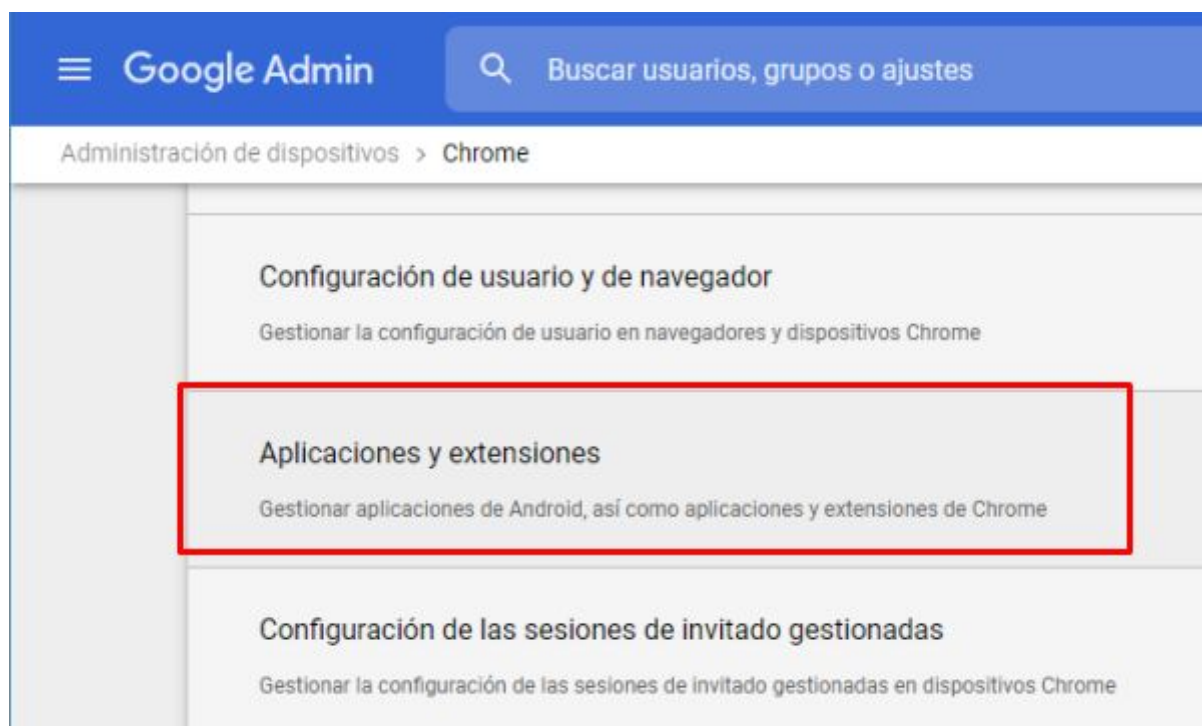 Google Admin
Buscar usuarios, grupos o ajustes
Administración de dispositivos > Chrome
Configuración de usuario y de navegador
Gestionar la configuración de usuario en navegadores y dispositivos Chrome
Aplicaciones y extensiones
Gestionar aplicaciones de Android, así como aplicaciones y extensiones de Chrome
Configuración de las sesiones de invitado gestionadas
Gestionar la configuración de las sesiones de invitado gestionadas en dispositivos Chrome